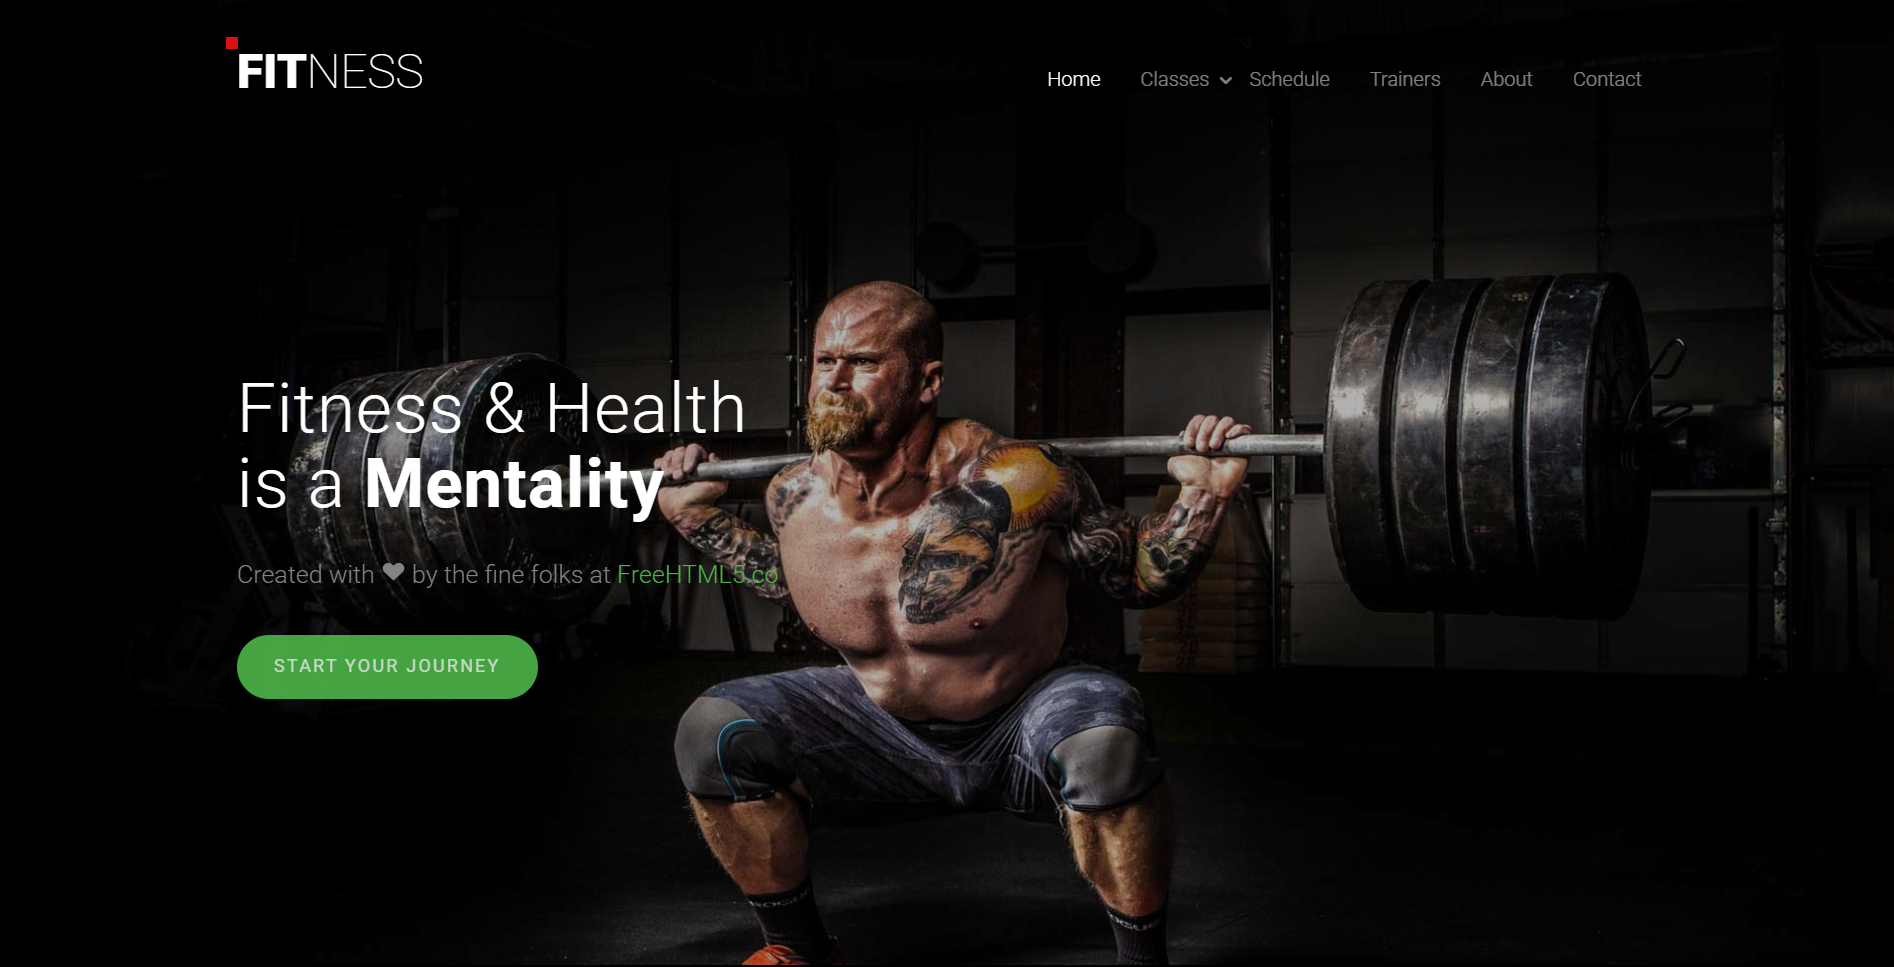 FITNESS
Home Classes Schedule Trainers About Contact
Fitness & Health
is a Mentality
Created with ❤ by the fine folks at FreeHTML5.co
START YOUR JOURNEY